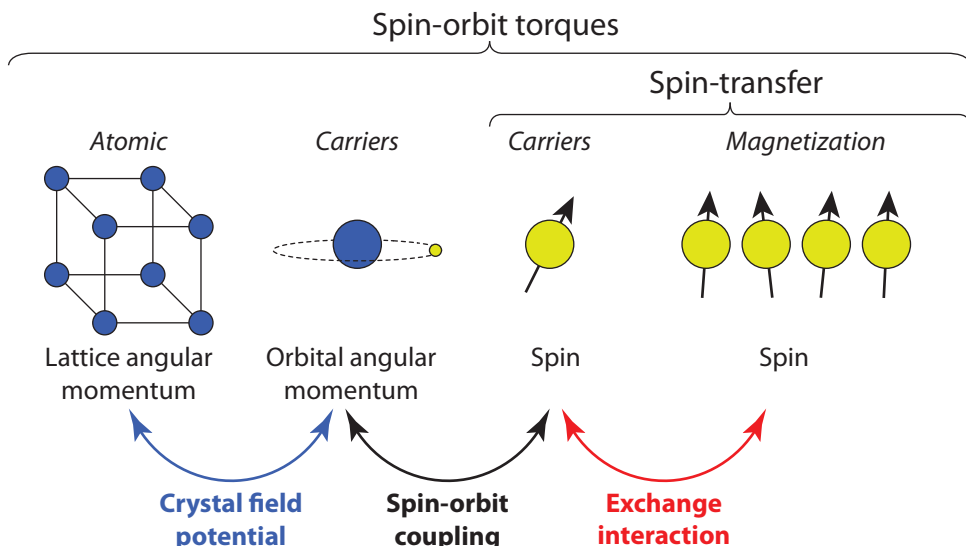 Spin-orbit torques
Spin-transfer
Atomic
Carriers
Carriers
Magnetization
Lattice angular
momentum
Orbital angular
momentum
Spin
Spin
Crystal field
potential
Spin-orbit
coupling
Exchange
interaction